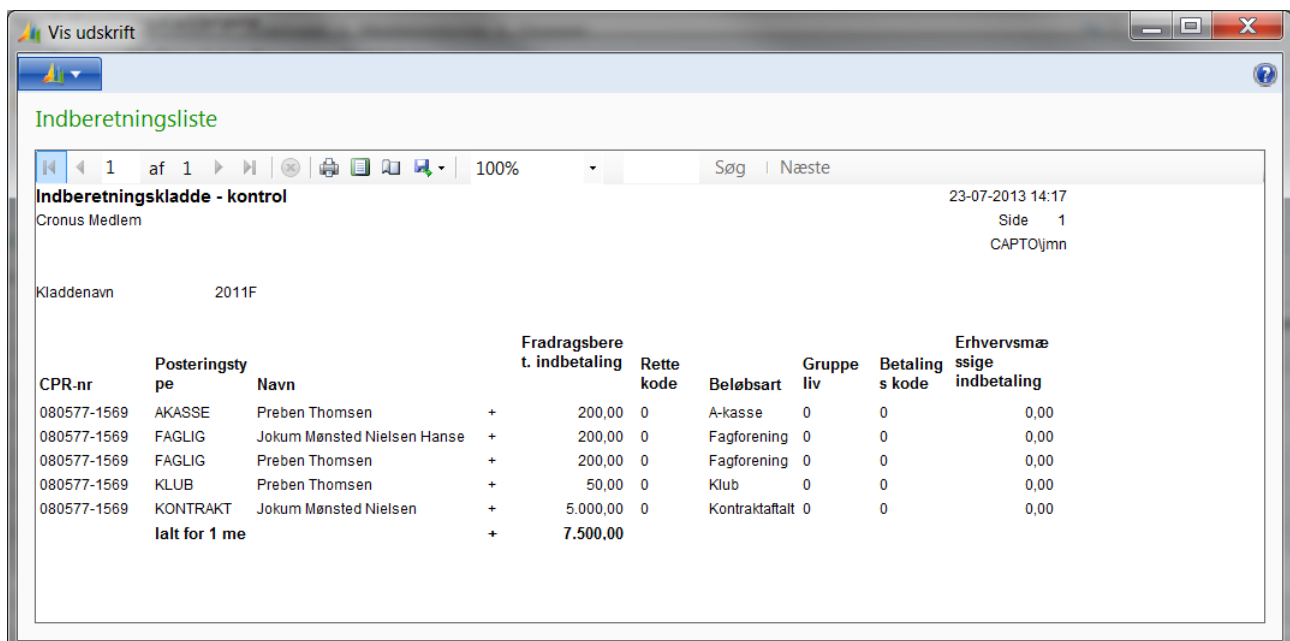 Vis udskrift
Indberetningsliste
1 af 1 100% Søg Næste
Indberetningskladde - kontrol 23-07-2013 14:17
Cronus Medlem Side 1
CAPTO\jmn
Kladdenavn 2011F
CPR-nr Posteringsty pe Navn Fradragsbere t. indbetaling Rette kode Beløbsart Gruppe liv Betaling s kode Erhvervsmæ ssige indbetaling
080577-1569 AKASSE Preben Thomsen + 200,00 0 A-kasse 0 0 0,00
080577-1569 FAGLIG Jokum Mønsted Nielsen Hanse + 200,00 0 Fagforening 0 0 0,00
080577-1569 FAGLIG Preben Thomsen + 200,00 0 Fagforening 0 0 0,00
080577-1569 KLUB Preben Thomsen + 50,00 0 Klub 0 0 0,00
080577-1569 KONTRAKT Jokum Mønsted Nielsen + 5.000,00 0 Kontraktaftalt 0 0 0,00
Ialt for 1 me + 7.500,00